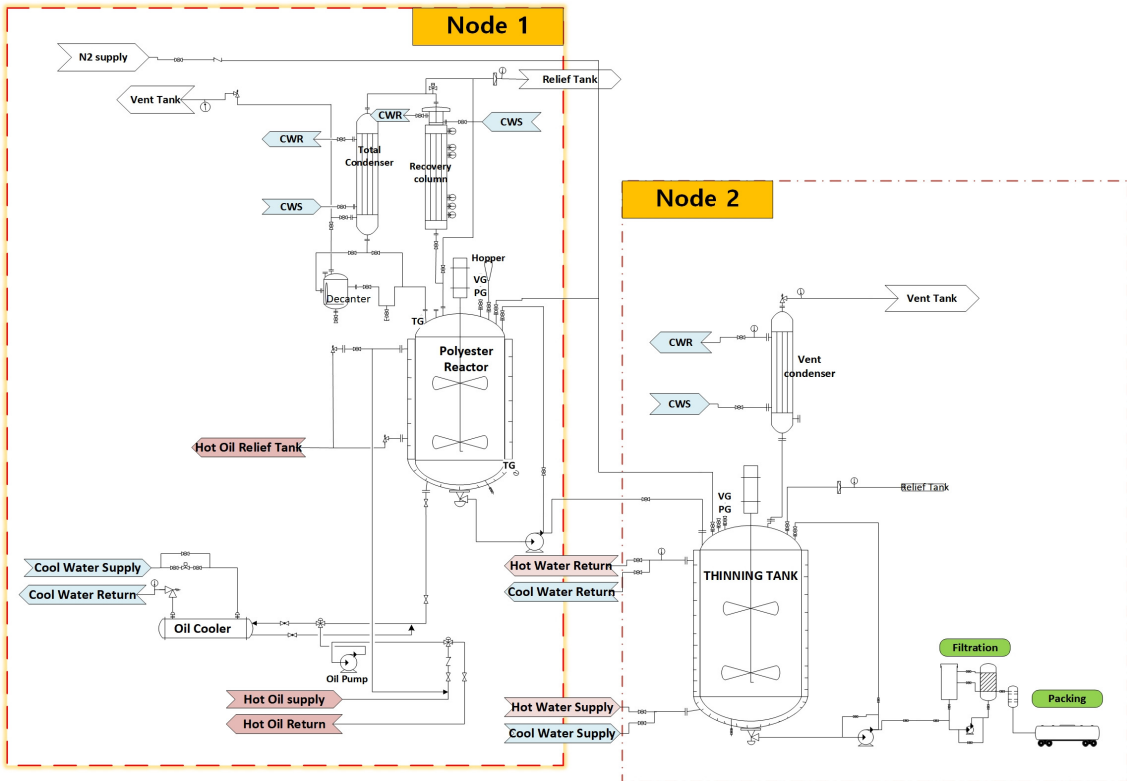 Node 1
N2 supply
Relief Tank
Vent Tank
CWR
CWS
CWR
Total
Condenser
Recovery
column
CWS
Node 2
Hopper
VG
PG
Decanter
TG
Vent Tank
Polyester
Reactor
CWR
Vent
condenser
CWS
Hot Oil Relief Tank
TG
VG
PG
Relief Tank
Cool Water Supply
Cool Water Return
Hot Water Return
Cool Water Return
THINNING TANK
Oil Cooler
Oil Pump
Filtration
Hot Oil supply
Hot Oil Return
Hot Water Supply
Cool Water Supply
Packing